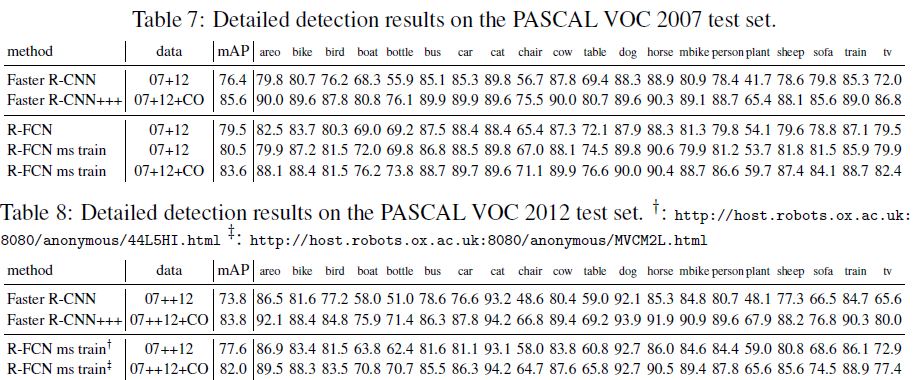 Table 7: Detailed detection results on the PASCAL VOC 2007 test set.
method data mAP areo bike bird boat bottle bus car cat chair cow table dog horse mbike person plant sheep sofa train tv
Faster R-CNN 07+12 76.4 79.8 80.7 76.2 68.3 55.9 85.1 85.3 89.8 56.7 87.8 69.4 88.3 88.9 80.9 78.4 41.7 78.6 79.8 85.3 72.0
Faster R-CNN+++ 07+12+CO 85.6 90.0 89.6 87.8 80.8 76.1 89.9 89.9 89.6 75.5 90.0 80.7 89.6 90.3 89.1 88.7 65.4 88.1 85.6 89.0 86.8
R-FCN 07+12 79.5 82.5 83.7 80.3 69.0 69.2 87.5 88.4 88.4 65.4 87.3 72.1 87.9 88.3 81.3 79.8 54.1 79.6 78.8 87.1 79.5
R-FCN ms train 07+12 80.5 79.9 87.2 81.5 72.0 69.8 86.8 88.5 89.8 67.0 88.1 74.5 89.8 90.6 79.9 81.2 53.7 81.8 81.5 85.9 79.9
R-FCN ms train 07+12+CO 83.6 88.1 88.4 81.5 76.2 73.8 88.7 89.7 89.6 71.1 89.9 76.6 90.0 90.4 88.7 86.6 59.7 87.4 84.1 88.7 82.4
Table 8: Detailed detection results on the PASCAL VOC 2012 test set. †: http://host.robots.ox.ac.uk:
8080/anonymous/44L5HI.html ‡: http://host.robots.ox.ac.uk:8080/anonymous/MVCM2L.html
method data mAP areo bike bird boat bottle bus car cat chair cow table dog horse mbike person plant sheep sofa train tv
Faster R-CNN 07++12 73.8 86.5 81.6 77.2 58.0 51.0 78.6 76.6 93.2 48.6 80.4 59.0 92.1 85.3 84.8 80.7 48.1 77.3 66.5 84.7 65.6
Faster R-CNN+++ 07++12+CO 83.8 92.1 88.4 84.8 75.9 71.4 86.3 87.8 94.2 66.8 89.4 69.2 93.9 91.9 90.9 89.6 67.9 88.2 76.8 90.3 80.0
R-FCN ms train† 07++12 77.6 86.9 83.4 81.5 63.8 62.4 81.6 81.1 93.1 58.0 83.8 60.8 92.7 86.0 84.6 84.4 59.0 80.8 68.6 86.1 72.9
R-FCN ms train‡ 07++12+CO 82.0 89.5 88.3 83.5 70.8 70.7 85.5 86.3 94.2 64.7 87.6 65.8 92.7 90.5 89.4 87.8 65.6 85.6 74.5 88.9 77.4